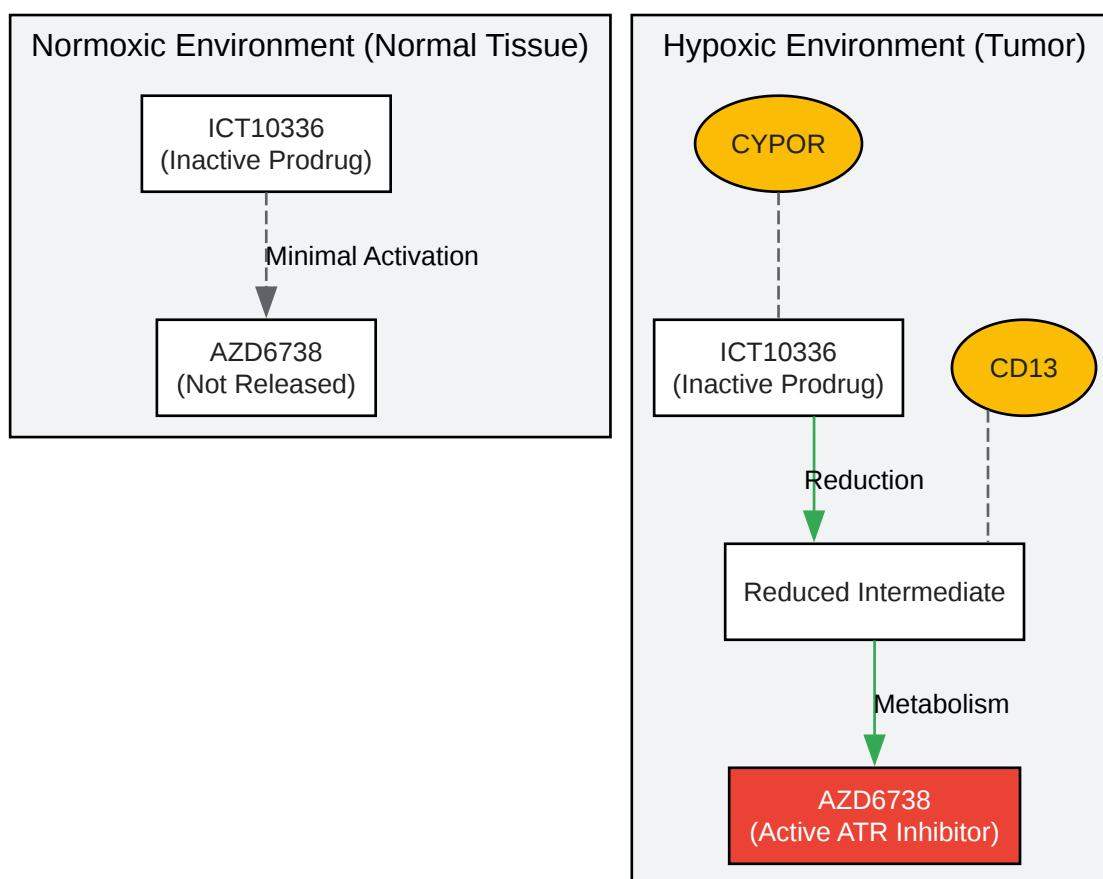 Normoxic Environment (Normal Tissue)
ICT10336
(Inactive Prodrug)
Minimal Activation
AZD6738
(Not Released)
Hypoxic Environment (Tumor)
CYPOR
ICT10336
(Inactive Prodrug)
CD13
Reduction
Reduced Intermediate
Metabolism
AZD6738
(Active ATR Inhibitor)